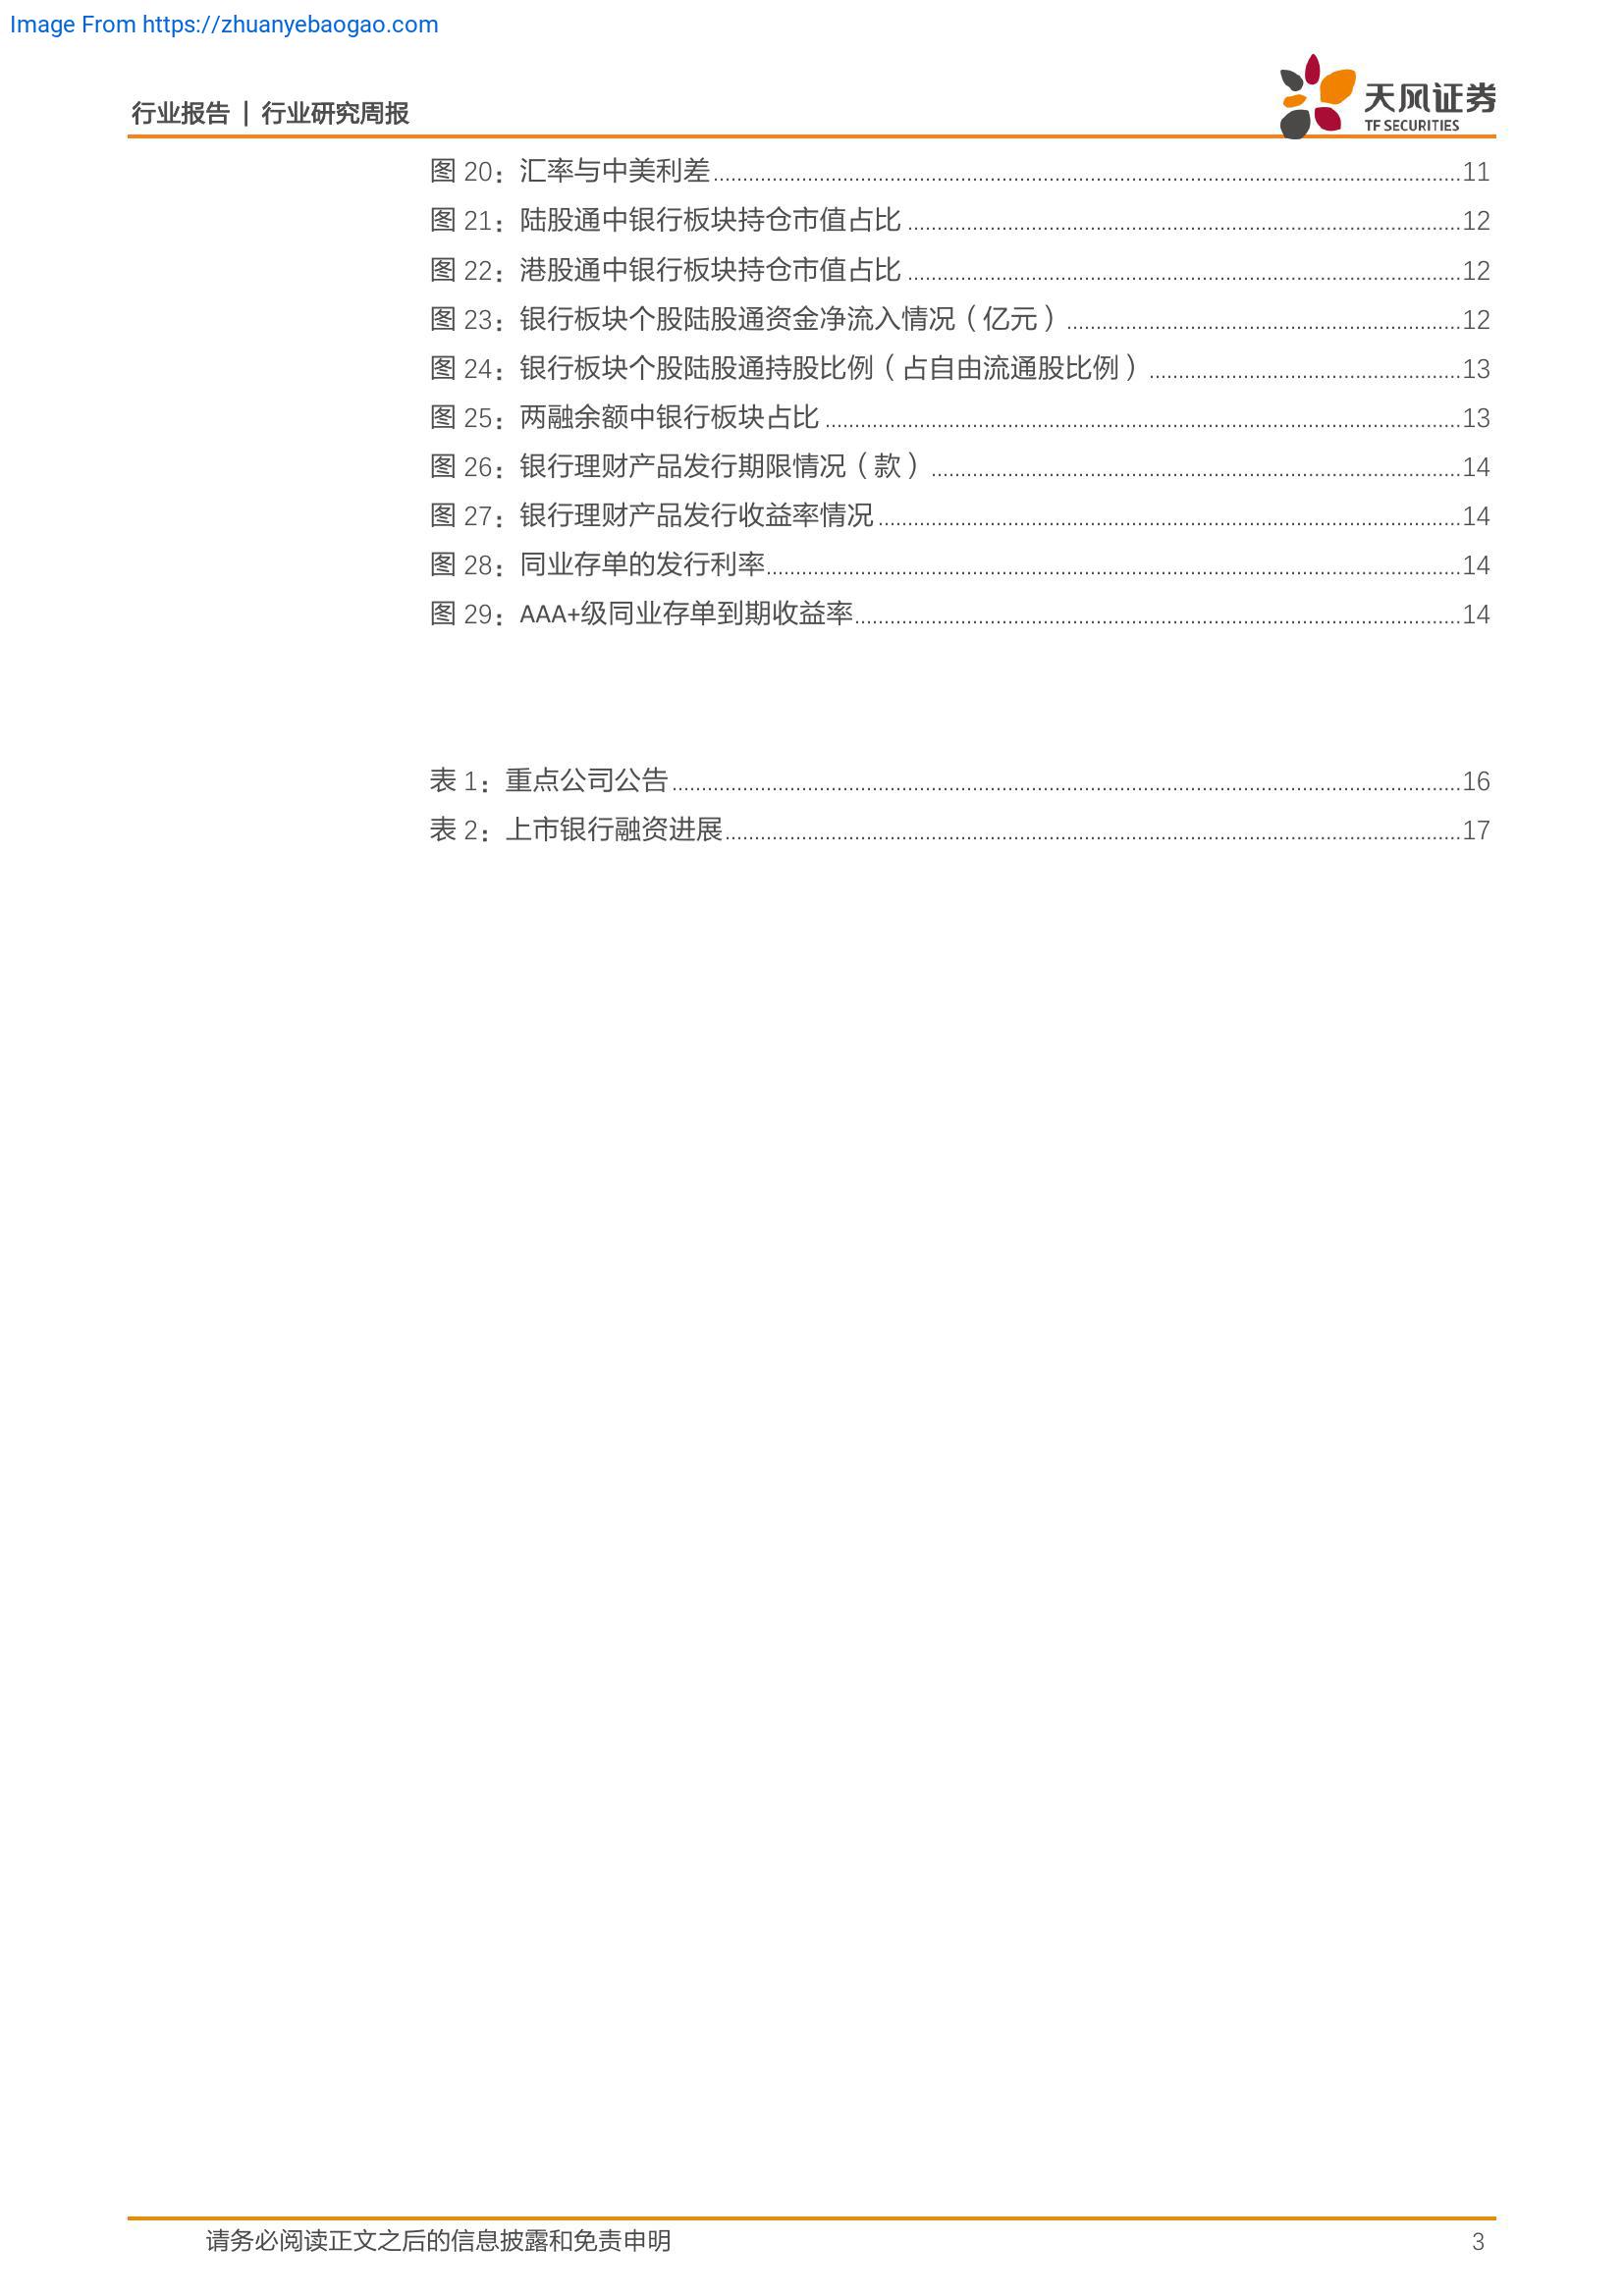 Image From https://zhuanyebaogao.com
行业报告 | 行业研究周报
天风证券
TF SECURITIES
图 20：汇率与中美利差 11
图 21：陆股通中银行板块持仓市值占比 12
图 22：港股通中银行板块持仓市值占比 12
图 23：银行板块个股陆股通资金净流入情况（亿元） 12
图 24：银行板块个股陆股通持股比例（占自由流通股比例） 13
图 25：两融余额中银行板块占比 13
图 26：银行理财产品发行期限情况（款） 14
图 27：银行理财产品发行收益率情况 14
图 28：同业存单的发行利率 14
图 29：AAA+级同业存单到期收益率 14
表 1：重点公司公告 16
表 2：上市银行融资进展 17
请务必阅读正文之后的信息披露和免责申明 3